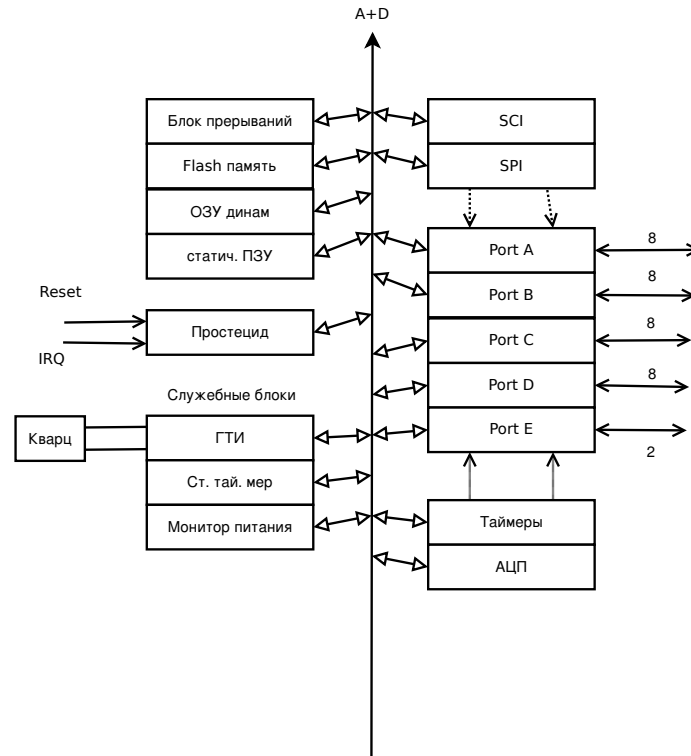 A+D
Блок прерываний
Flash память
ОЗУ динам
статич. ПЗУ
Reset
IRQ
Простецид
Служебные блоки
Кварц
ГТИ
Ст. тай. мер
Монитор питания
SCI
SPI
Port A
8
Port B
8
Port C
8
Port D
8
Port E
2
Таймеры
АЦП